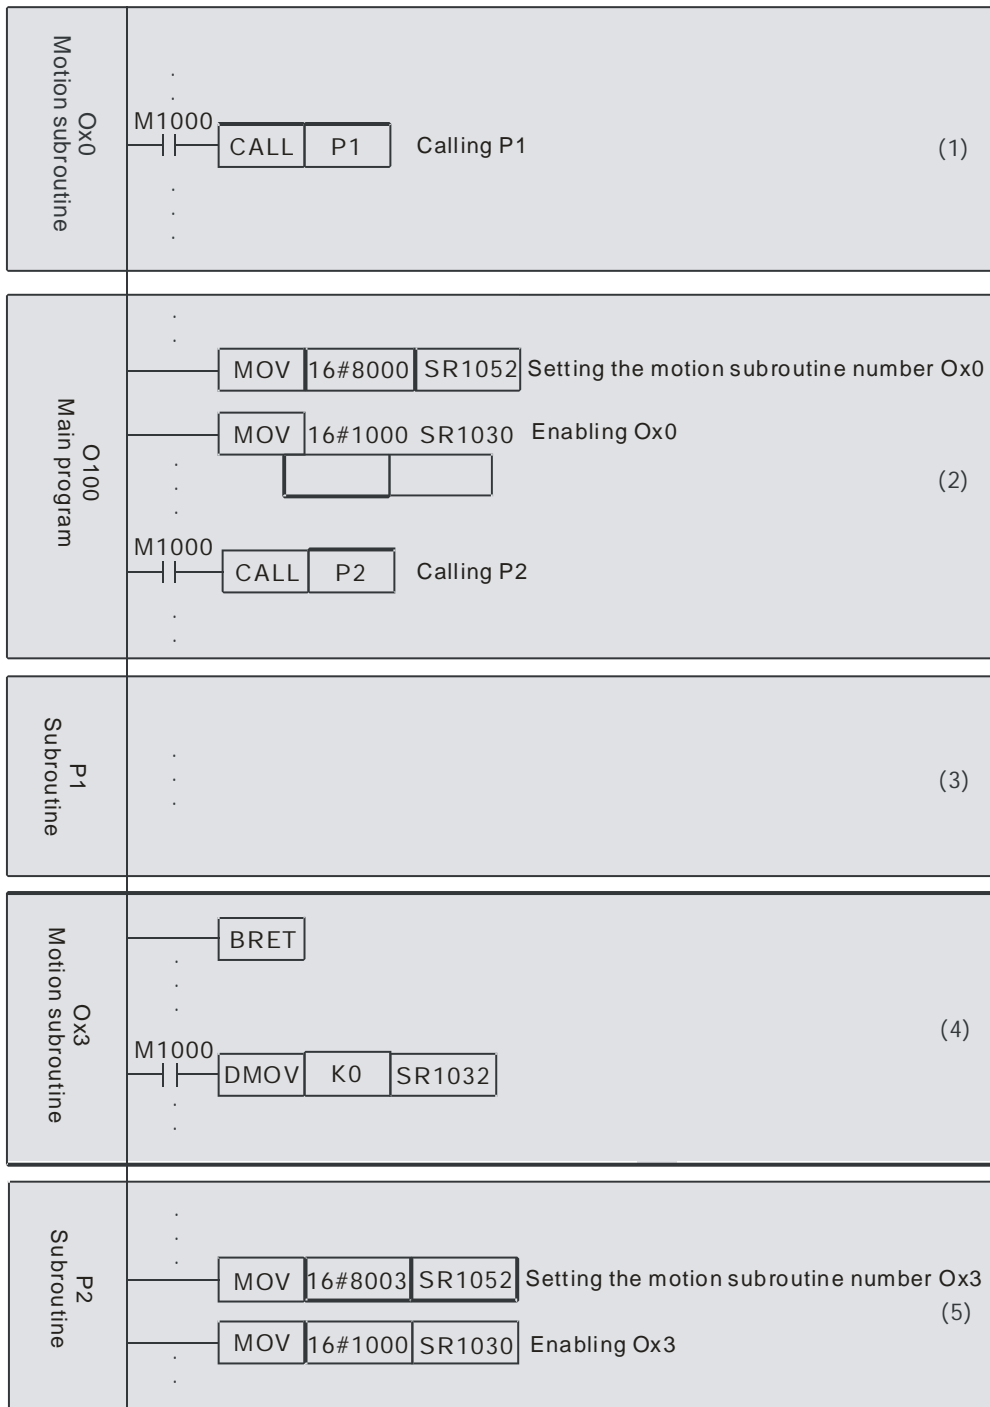 Ox0
Motion subroutine
M1000
CALL P1 Calling P1
(1)
O100
Main program
MOV 16#8000 SR1052 Setting the motion subroutine number Ox0
MOV 16#1000 SR1030 Enabling Ox0
(2)
M1000
CALL P2 Calling P2
P1
Subroutine
(3)
Ox3
Motion subroutine
BRET
(4)
M1000
DMOV K0 SR1032
P2
Subroutine
MOV 16#8003 SR1052 Setting the motion subroutine number Ox3
(5)
MOV 16#1000 SR1030 Enabling Ox3